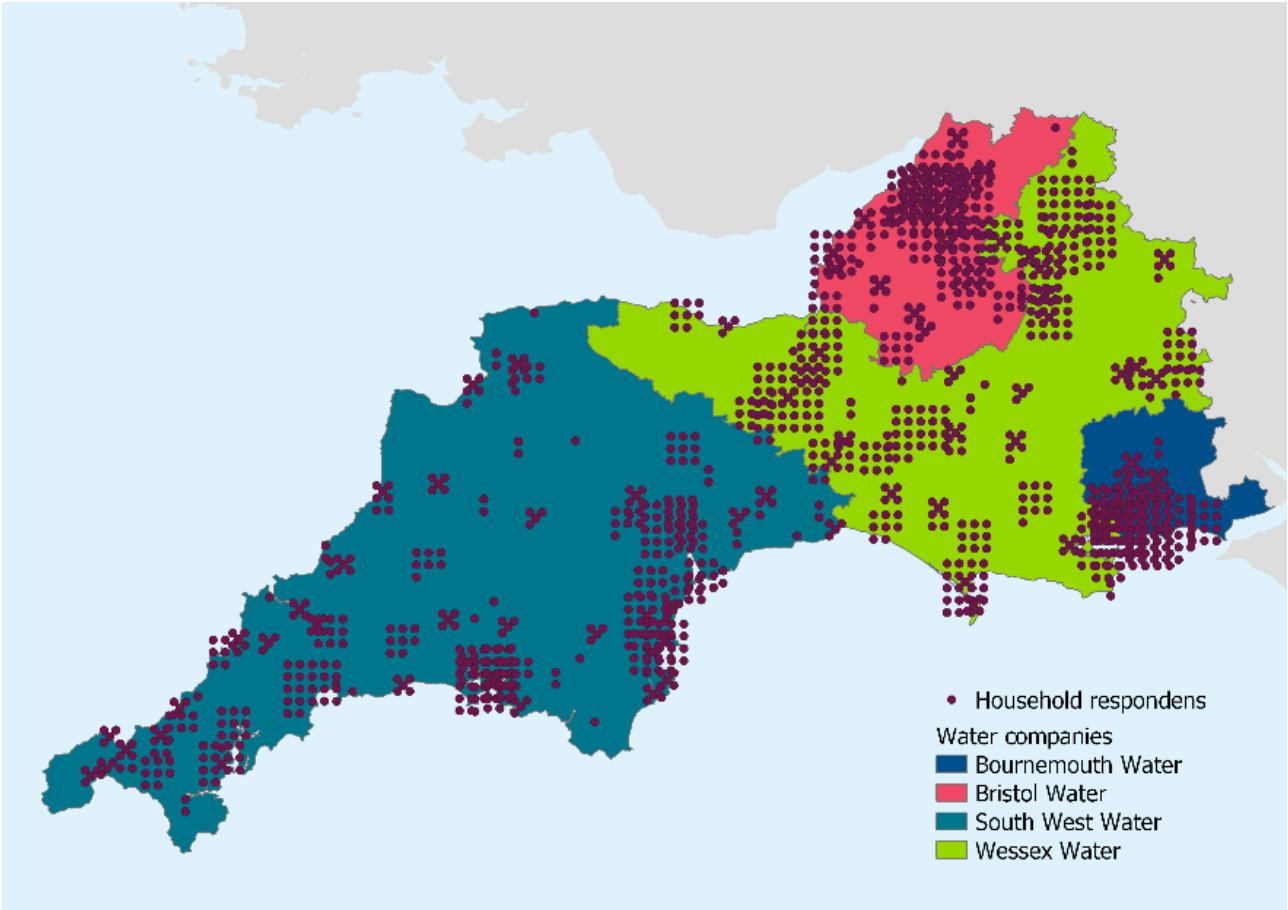 Household respondens
Water companies
Bournemouth Water
Bristol Water
South West Water
Wessex Water